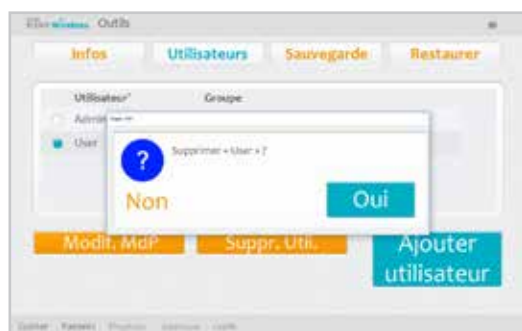 Outils
Infos Utilisateurs Sauvegarde Restaurer
Utilisateur Groupe
User
Supprimer « User » ?
Non Oui
Modif. MdP Suppr. Util. Ajouter
utilisateur